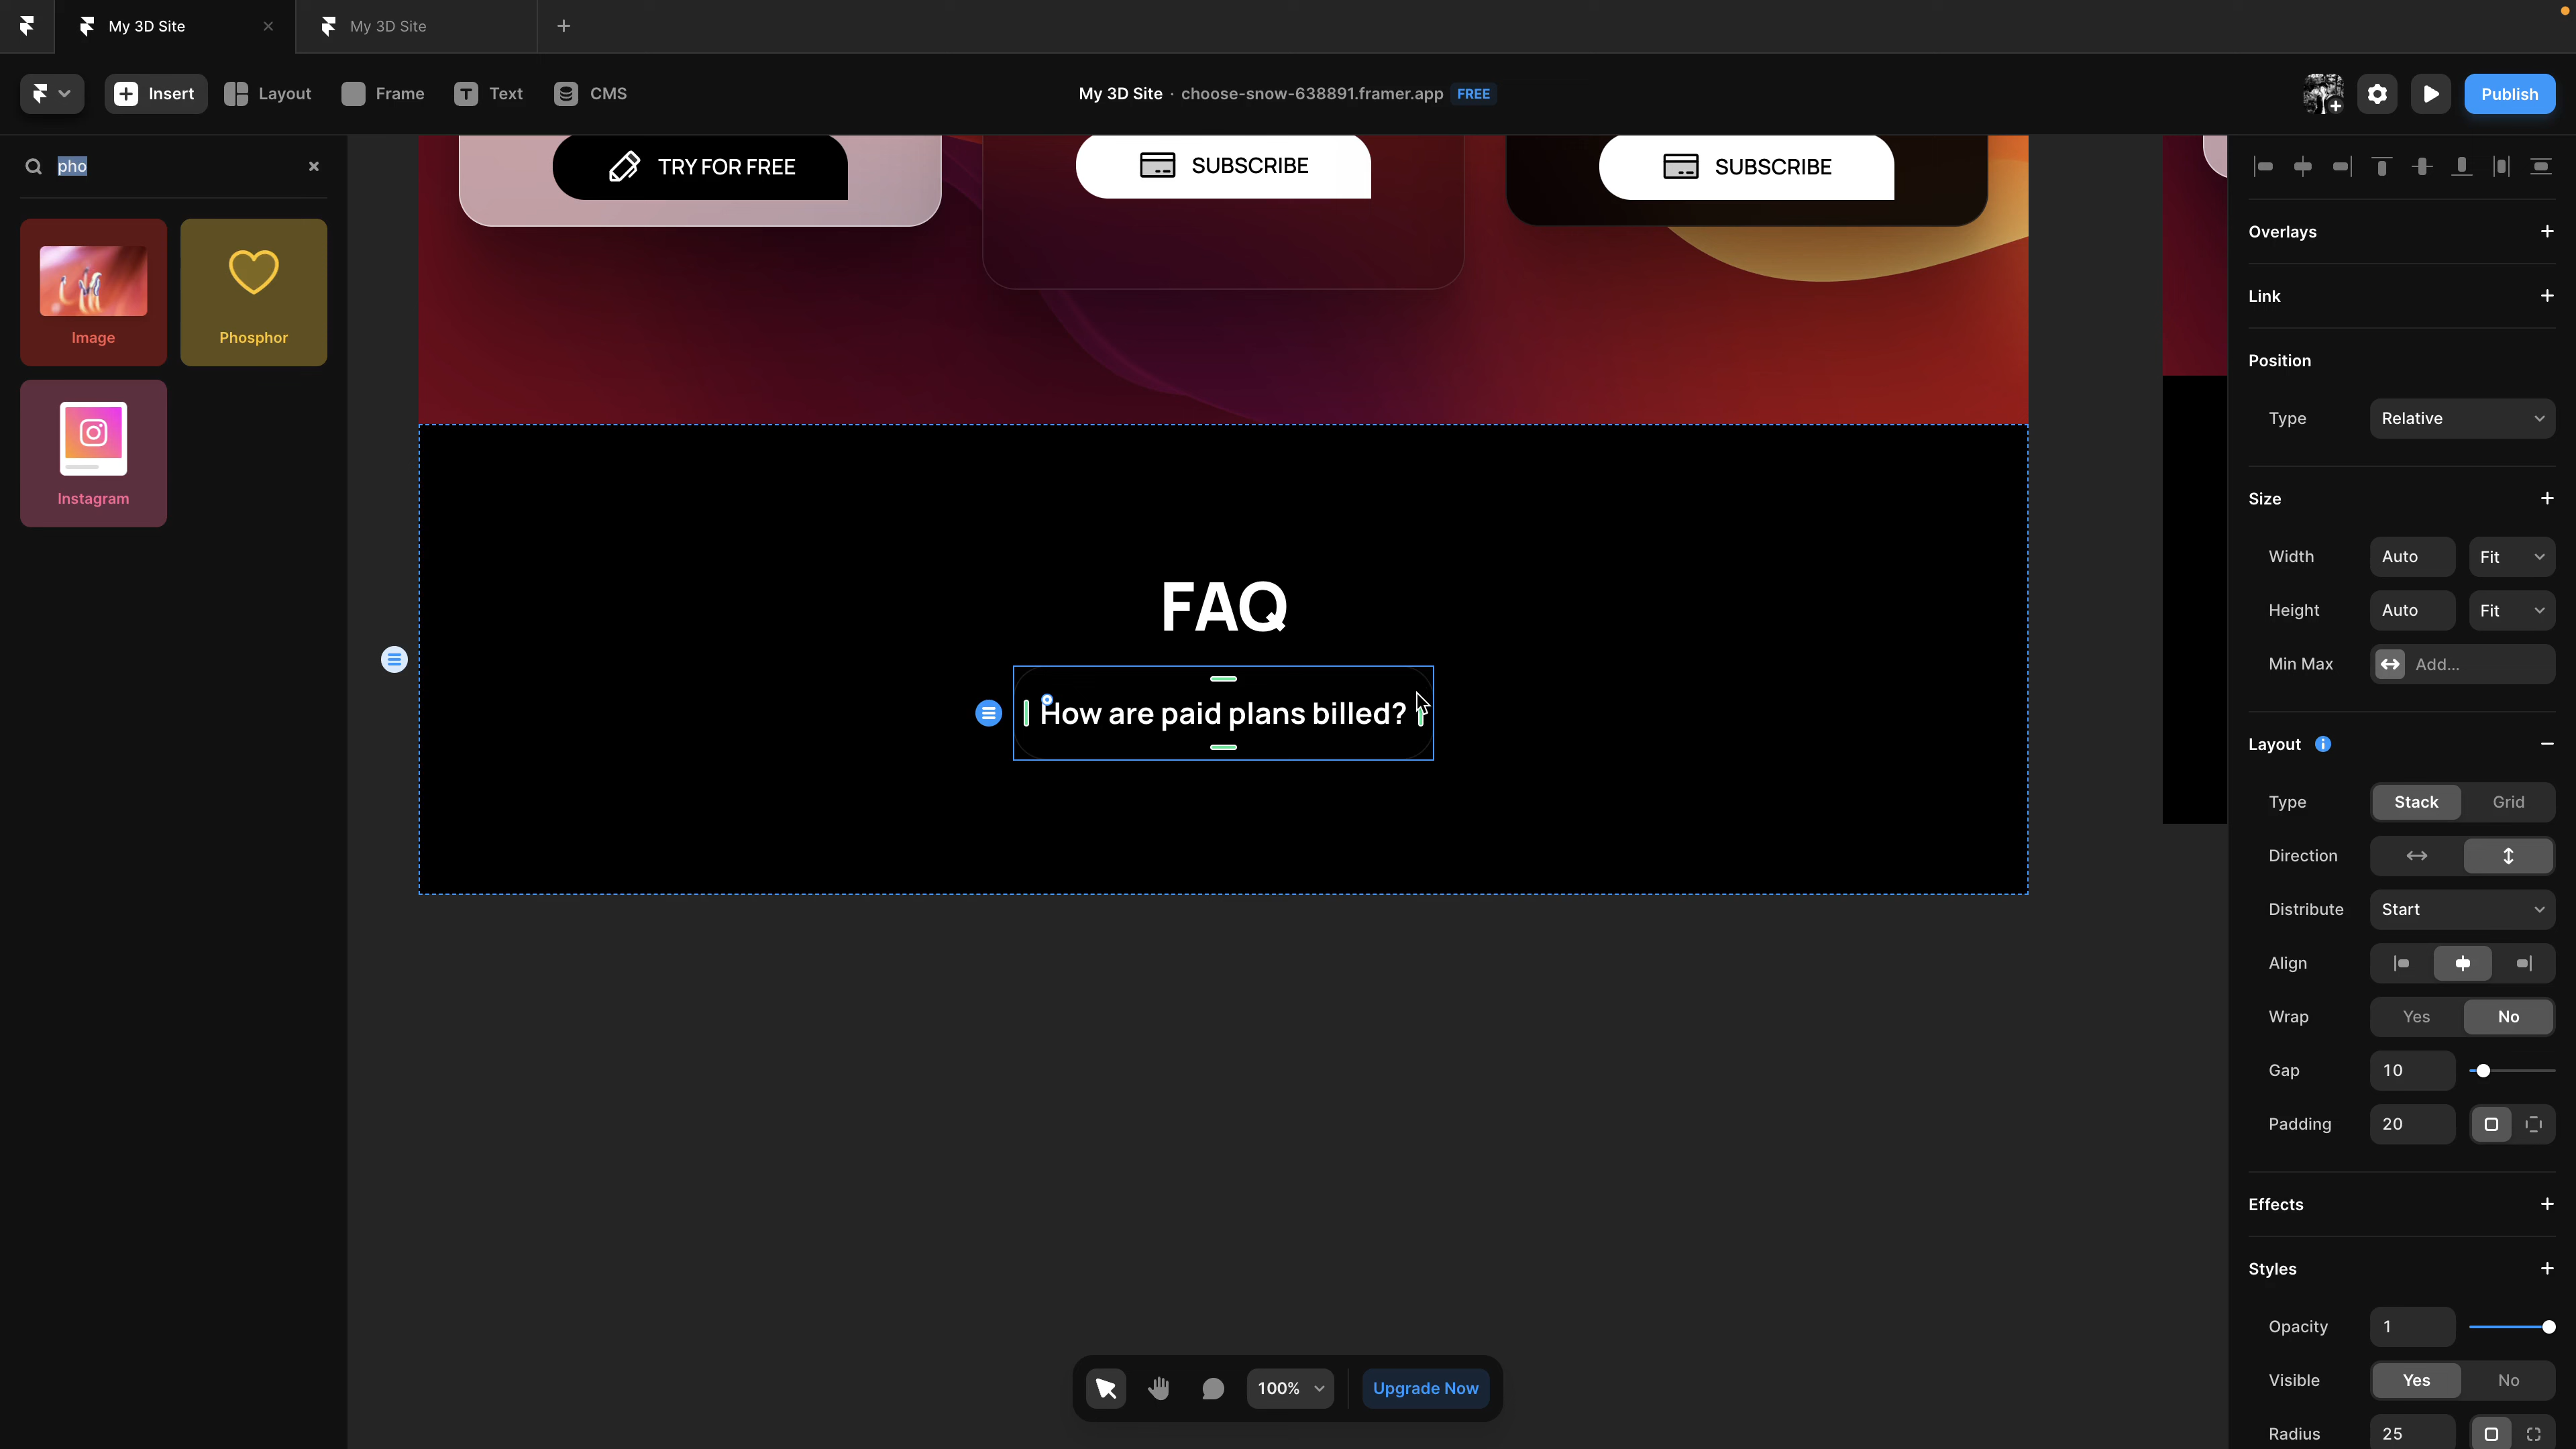 My 3D Site
My 3D Site
Insert
Layout
Frame
Text
CMS
My 3D Site · choose-snow-638891.framer.app FREE
Publish
pho
Image
Phosphor
Instagram
TRY FOR FREE
SUBSCRIBE
SUBSCRIBE
FAQ
How are paid plans billed?
100%
Upgrade Now
Overlays
Link
Position
Type Relative
Size
Width Auto Fit
Height Auto Fit
Min Max Add...
Layout
Type Stack Grid
Direction
Distribute Start
Align
Wrap Yes No
Gap 10
Padding 20
Effects
Styles
Opacity 1
Visible Yes No
Radius 25